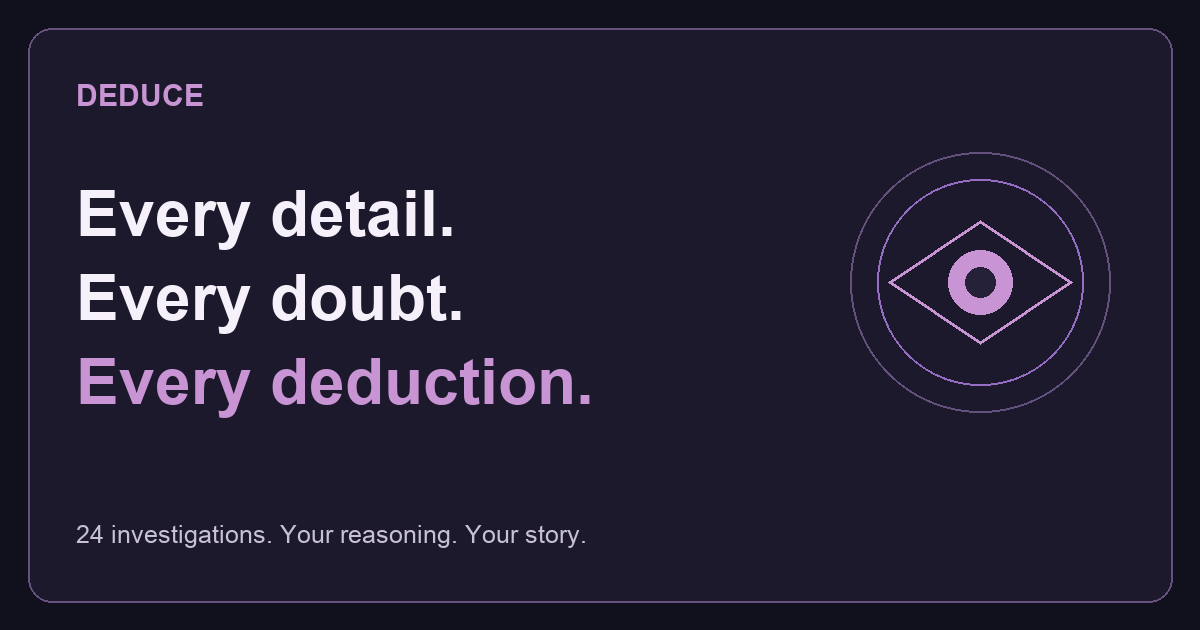 DEDUCE
Every detail.
Every doubt.
Every deduction.
24 investigations. Your reasoning. Your story.